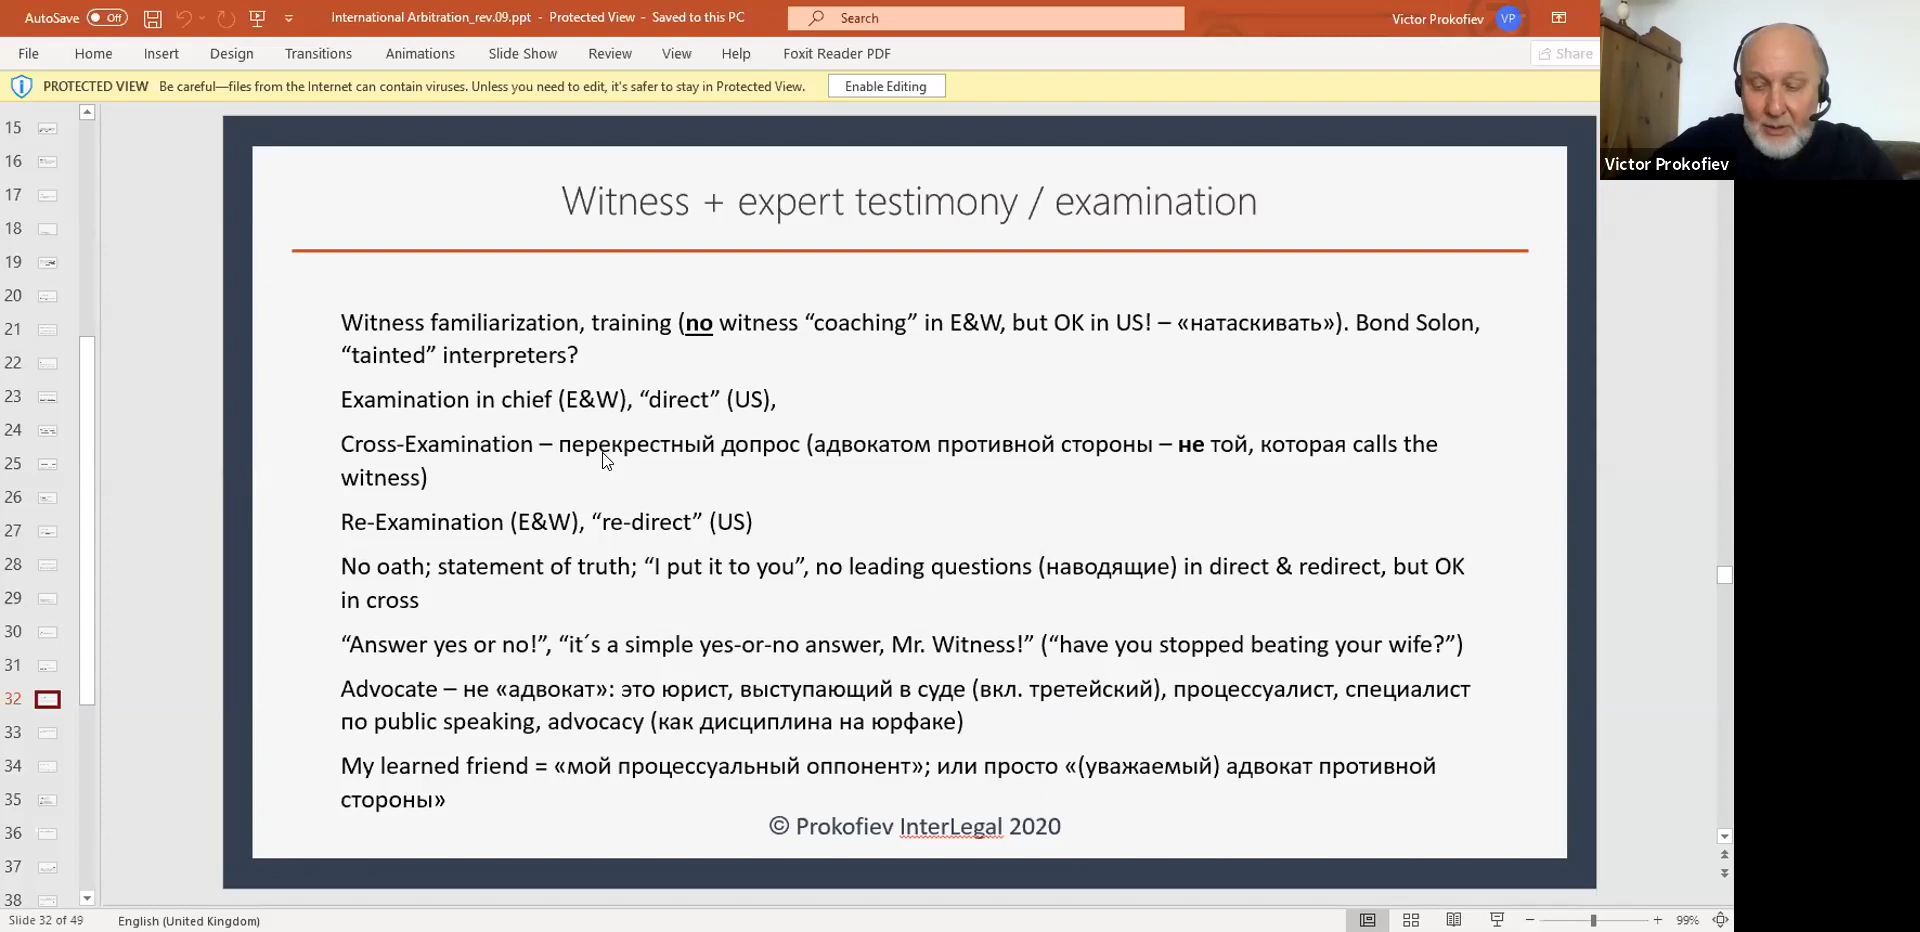 AutoSave Off International Arbitration_rev.09.ppt - Protected View - Saved to this PC Search Victor Prokofiev VP
File Home Insert Design Transitions Animations Slide Show Review View Help Foxit Reader PDF Share
PROTECTED VIEW Be careful—files from the Internet can contain viruses. Unless you need to edit, it's safer to stay in Protected View. Enable Editing
Victor Prokofiev
15
16
17
18
19
20
21
22
23
24
25
26
27
28
29
30
31
32
33
34
35
36
37
38
Witness + expert testimony / examination
Witness familiarization, training (no witness “coaching” in E&W, but OK in US! – «натаскивать»). Bond Solon,
“tainted” interpreters?
Examination in chief (E&W), “direct” (US),
Cross-Examination – перекрестный допрос (адвокатом противной стороны – не той, которая calls the
witness)
Re-Examination (E&W), “re-direct” (US)
No oath; statement of truth; “I put it to you”, no leading questions (наводящие) in direct & redirect, but OK
in cross
“Answer yes or no!”, “it´s a simple yes-or-no answer, Mr. Witness!” (“have you stopped beating your wife?”)
Advocate – не «адвокат»: это юрист, выступающий в суде (вкл. третейский), процессуалист, специалист
по public speaking, advocacy (как дисциплина на юрфаке)
My learned friend = «мой процессуальный оппонент»; или просто «(уважаемый) адвокат противной
стороны»
© Prokofiev InterLegal 2020
Slide 32 of 49 English (United Kingdom) 99%